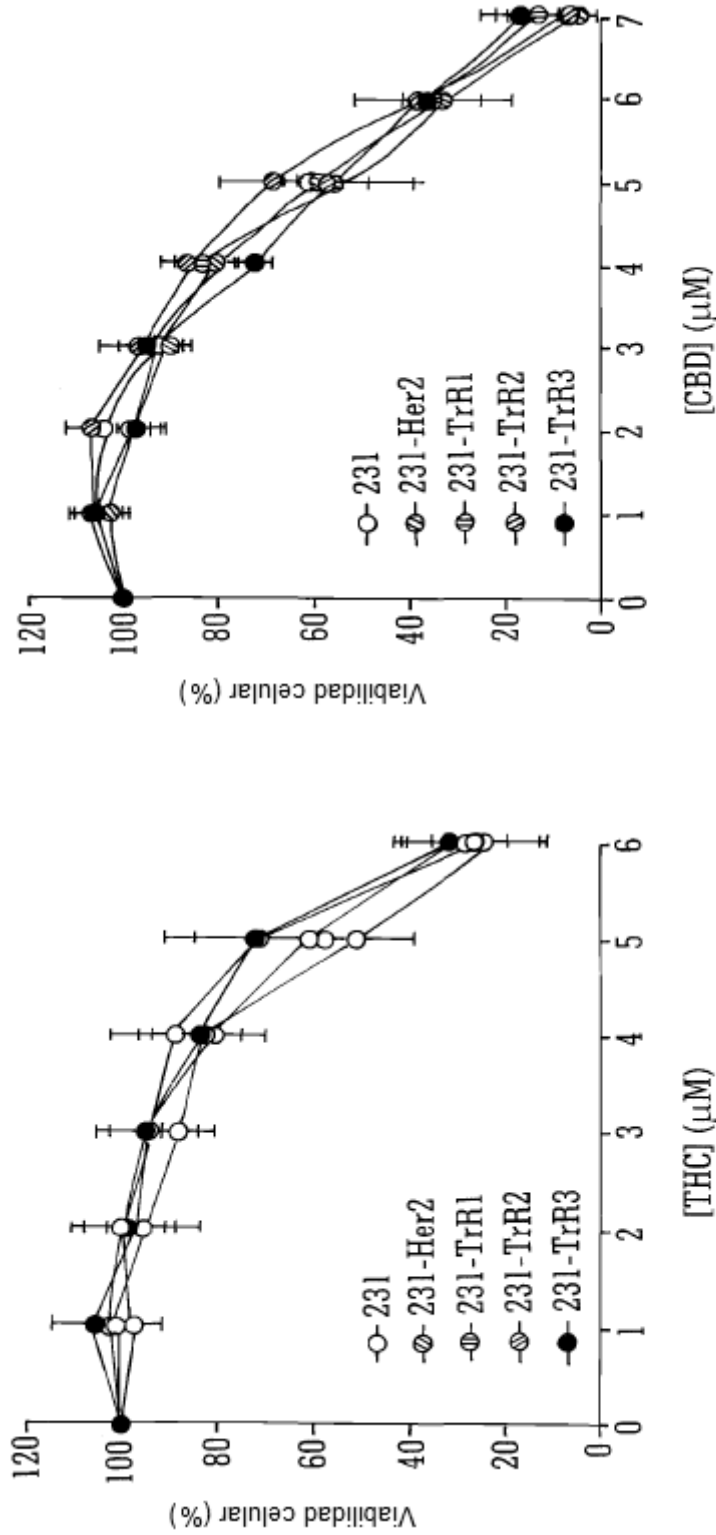 Viabilidad celular (%)
120
100
80
60
40
20
0
231
231-Her2
231-TrR1
231-TrR2
231-TrR3
0 1 2 3 4 5 6
[THC] (μM)
Viabilidad celular (%)
120
100
80
60
40
20
0
231
231-Her2
231-TrR1
231-TrR2
231-TrR3
0 1 2 3 4 5 6 7
[CBD] (μM)